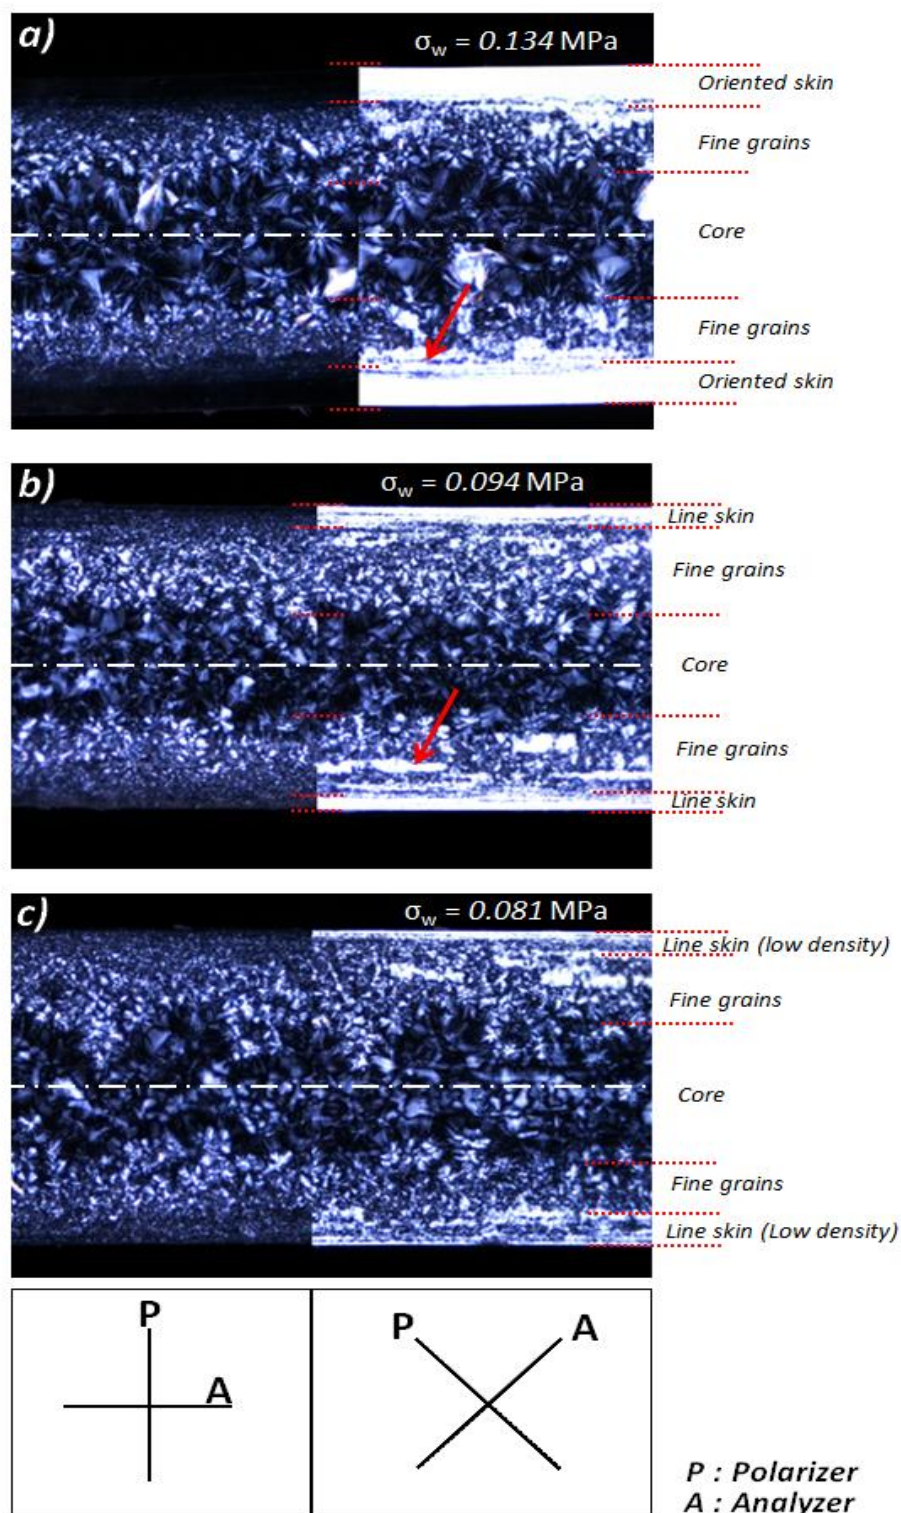 a)
σw = 0.134 MPa
Oriented skin
Fine grains
Core
Fine grains
Oriented skin
b)
σw = 0.094 MPa
Line skin
Fine grains
Core
Fine grains
Line skin
c)
σw = 0.081 MPa
Line skin (low density)
Fine grains
Core
Fine grains
Line skin (Low density)
P
A
P
A
P : Polarizer
A : Analyzer